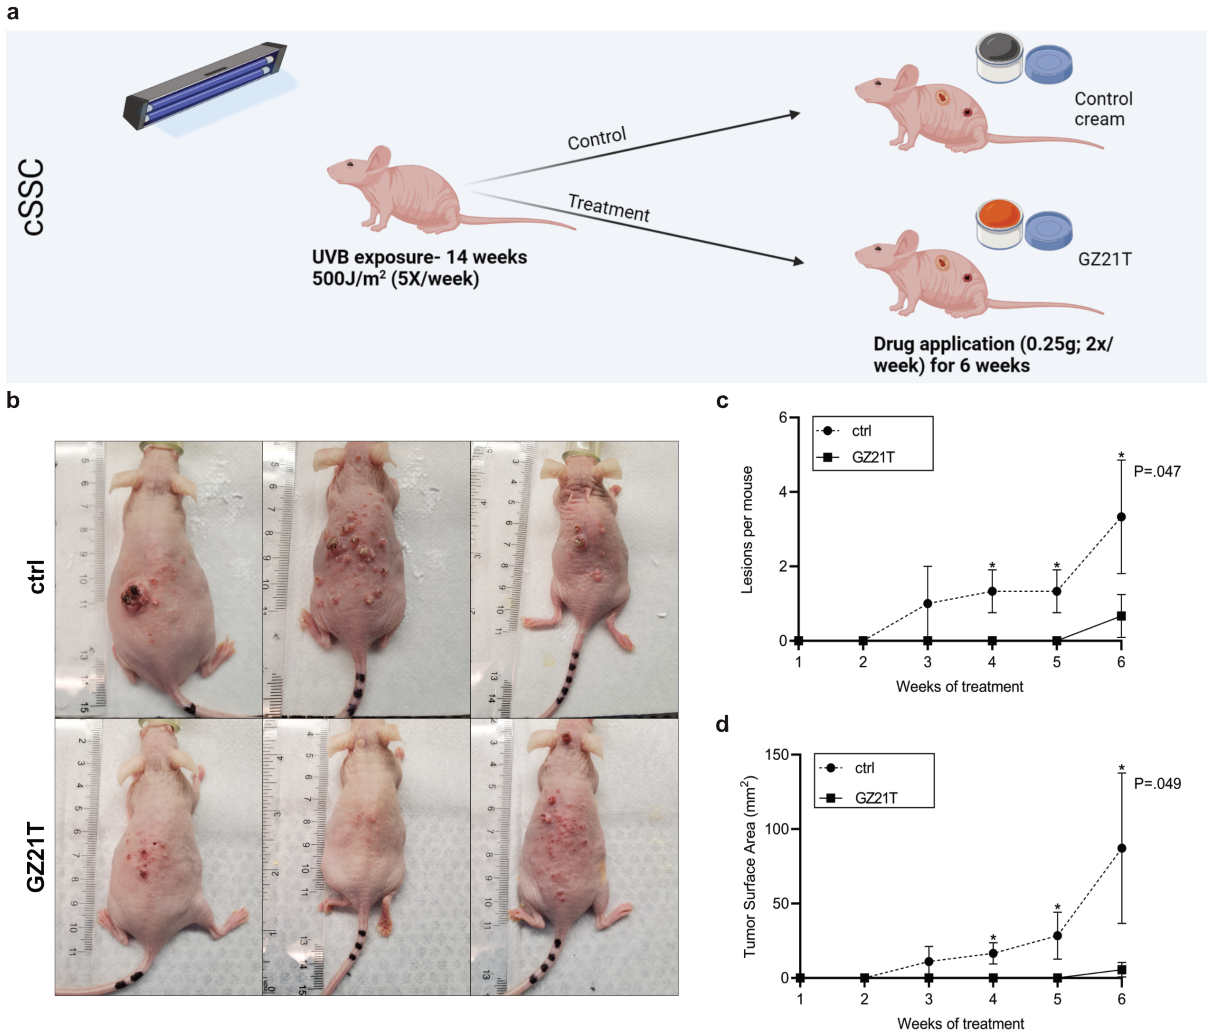 a
cSSC
Control
Treatment
UVB exposure- 14 weeks
500J/m² (5X/week)
Control
cream
GZ21T
Drug application (0.25g; 2x/
week) for 6 weeks
b
ctrl
GZ21T
c
6
4
2
0
Lesions per mouse
ctrl
GZ21T
*
*
*
P=.047
1 2 3 4 5 6
Weeks of treatment
d
150
100
50
0
Tumor Surface Area (mm²)
ctrl
GZ21T
*
*
*
P=.049
1 2 3 4 5 6
Weeks of treatment